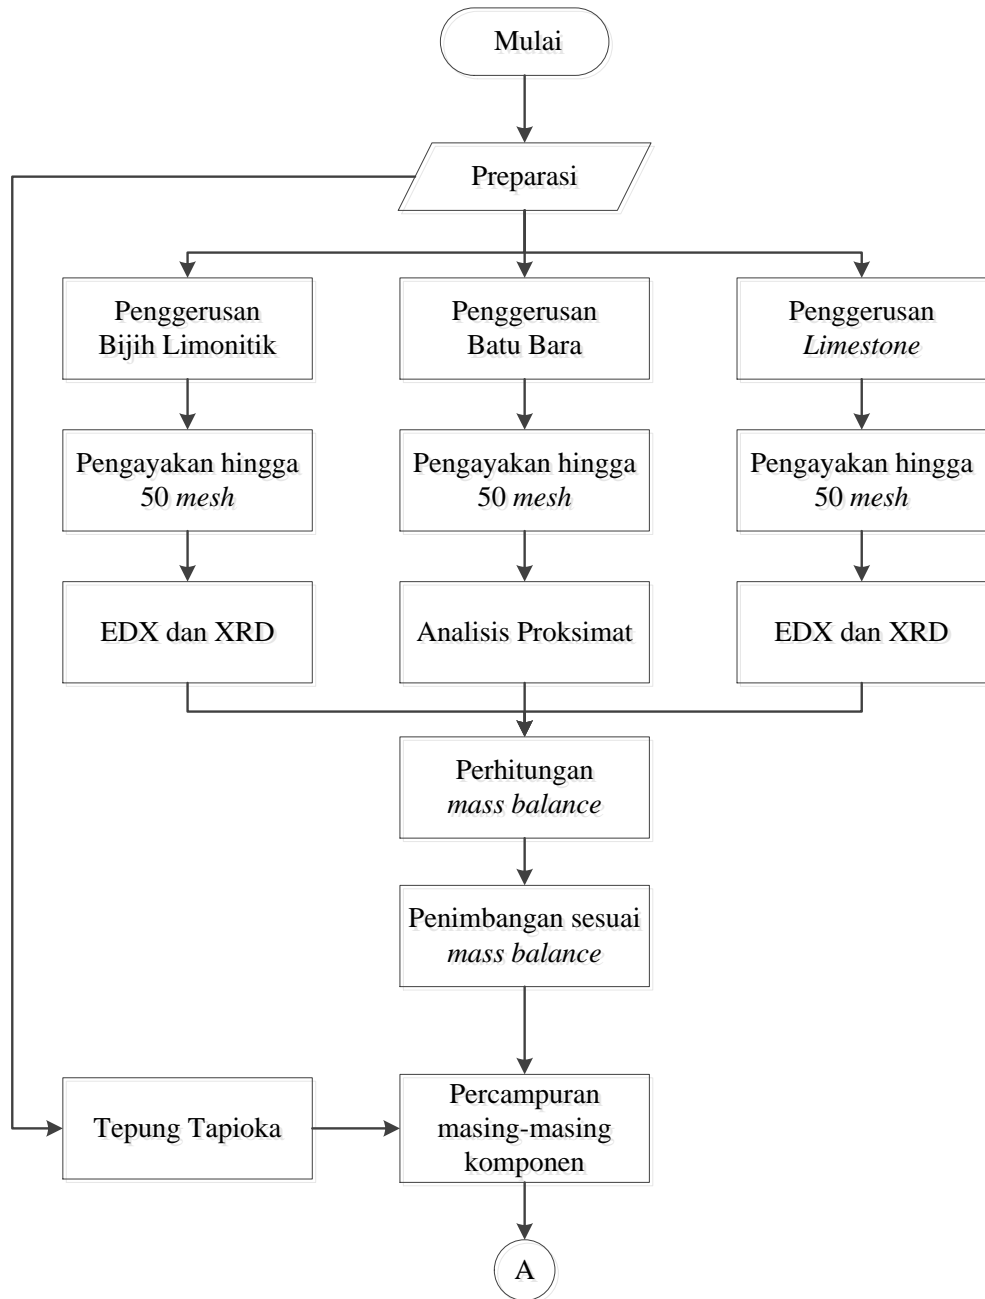 Mulai
Preparasi
Penggerusan
Bijih Limonitik
Penggerusan
Batu Bara
Penggerusan
Limestone
Pengayakan hingga
50 mesh
Pengayakan hingga
50 mesh
Pengayakan hingga
50 mesh
EDX dan XRD
Analisis Proksimat
EDX dan XRD
Perhitungan
mass balance
Penimbangan sesuai
mass balance
Tepung Tapioka
Percampuran
masing-masing
komponen
A